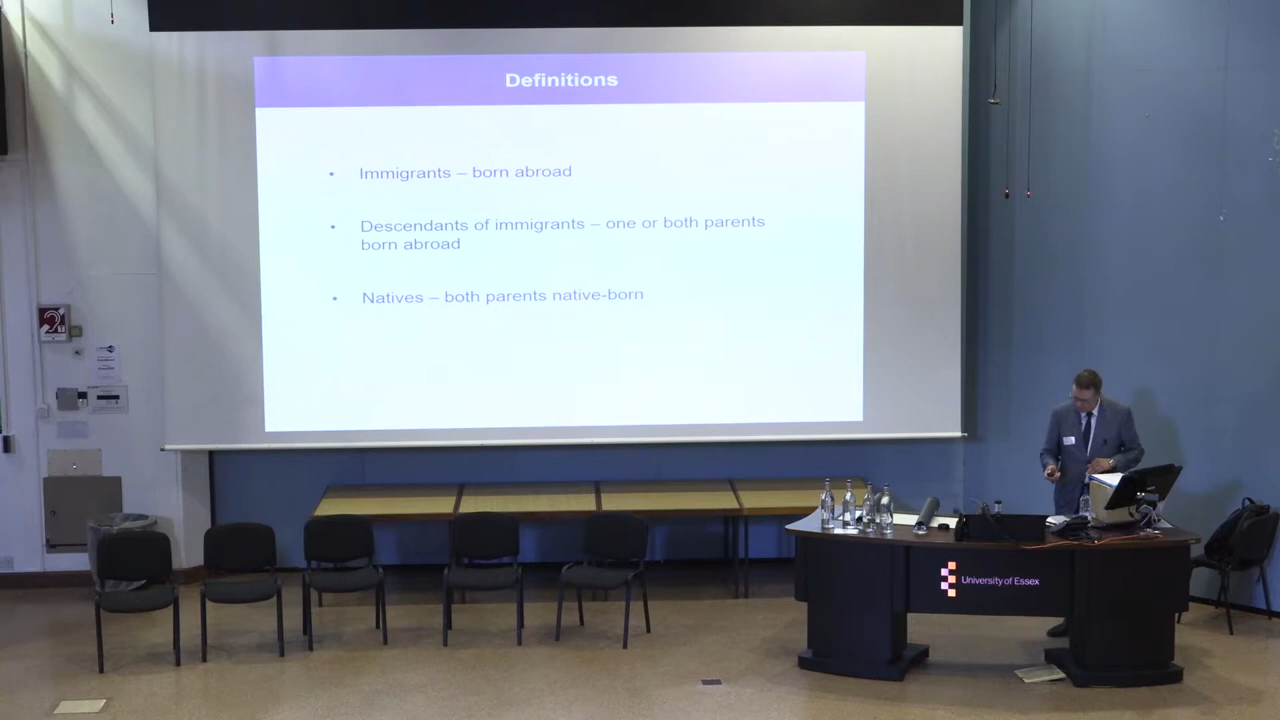 Definitions
• Immigrants – born abroad
• Descendants of immigrants – one or both parents
born abroad
• Natives – both parents native-born
University of Essex